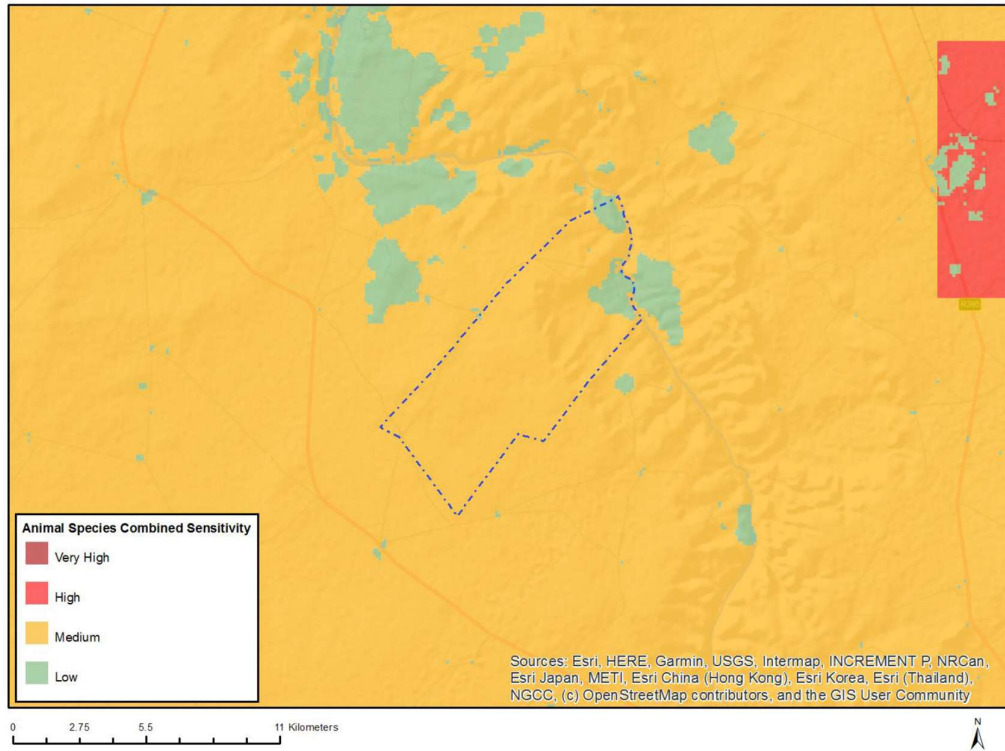 Animal Species Combined Sensitivity
Very High
High
Medium
Low
Sources: Esri, HERE, Garmin, USGS, Intermap, INCREMENT P, NRCan,
Esri Japan, METI, Esri China (Hong Kong), Esri Korea, Esri (Thailand),
NGCC, (c) OpenStreetMap contributors, and the GIS User Community
0 2.75 5.5 11 Kilometers
N